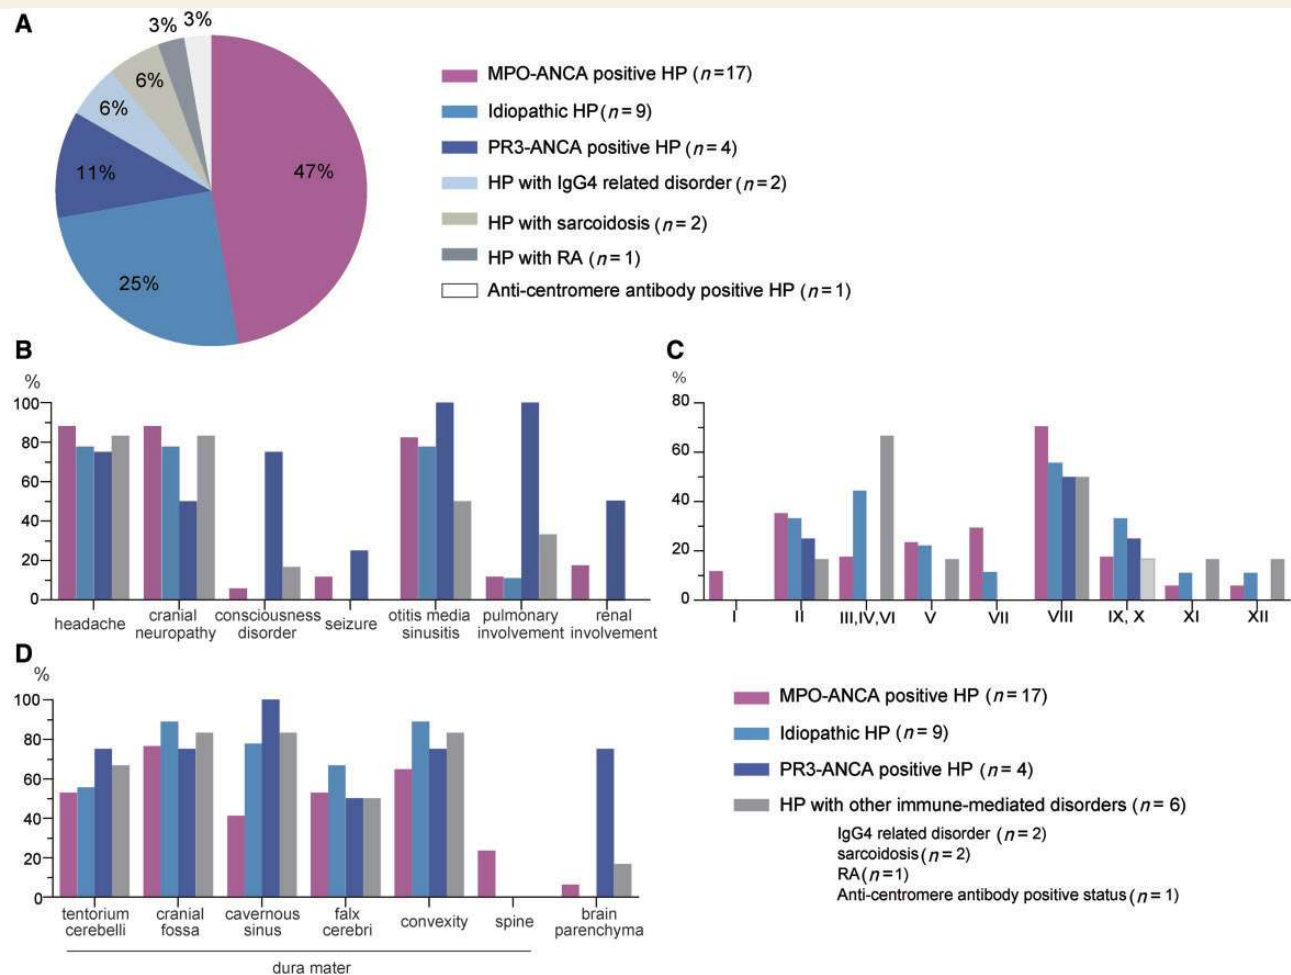 A
3% 3%
6%
6%
11%
47%
25%
MPO-ANCA positive HP (n=17)
Idiopathic HP (n=9)
PR3-ANCA positive HP (n=4)
HP with IgG4 related disorder (n=2)
HP with sarcoidosis (n=2)
HP with RA (n=1)
Anti-centromere antibody positive HP (n=1)
B
%
100
80
60
40
20
0
headache
cranial
neuropathy
consciousness
disorder
seizure
otitis media
sinusitis
pulmonary
involvement
renal
involvement
C
%
80
60
40
20
0
I
II
III,IV,VI
V
VII
VIII
IX, X
XI
XII
D
%
100
80
60
40
20
0
tentorium
cerebelli
cranial
fossa
cavernous
sinus
falx
cerebri
convexity
spine
brain
parenchyma
dura mater
MPO-ANCA positive HP (n=17)
Idiopathic HP (n=9)
PR3-ANCA positive HP (n=4)
HP with other immune-mediated disorders (n=6)
IgG4 related disorder (n=2)
sarcoidosis (n=2)
RA (n=1)
Anti-centromere antibody positive status (n=1)